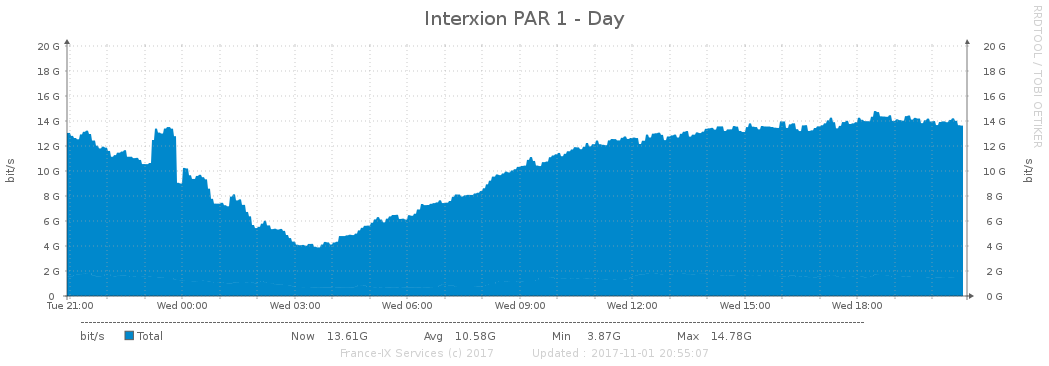 Interxion PAR 1 - Day
RRDTOOL / TOBI OETIKER
bit/s
20 G
18 G
16 G
14 G
12 G
10 G
8 G
6 G
4 G
2 G
0
20 G
18 G
16 G
14 G
12 G
10 G
8 G
6 G
4 G
2 G
0 G
bit/s
Tue 21:00 Wed 00:00 Wed 03:00 Wed 06:00 Wed 09:00 Wed 12:00 Wed 15:00 Wed 18:00
bit/s Total Now 13.61G Avg 10.58G Min 3.87G Max 14.78G
France-IX Services (c) 2017 Updated : 2017-11-01 20:55:07